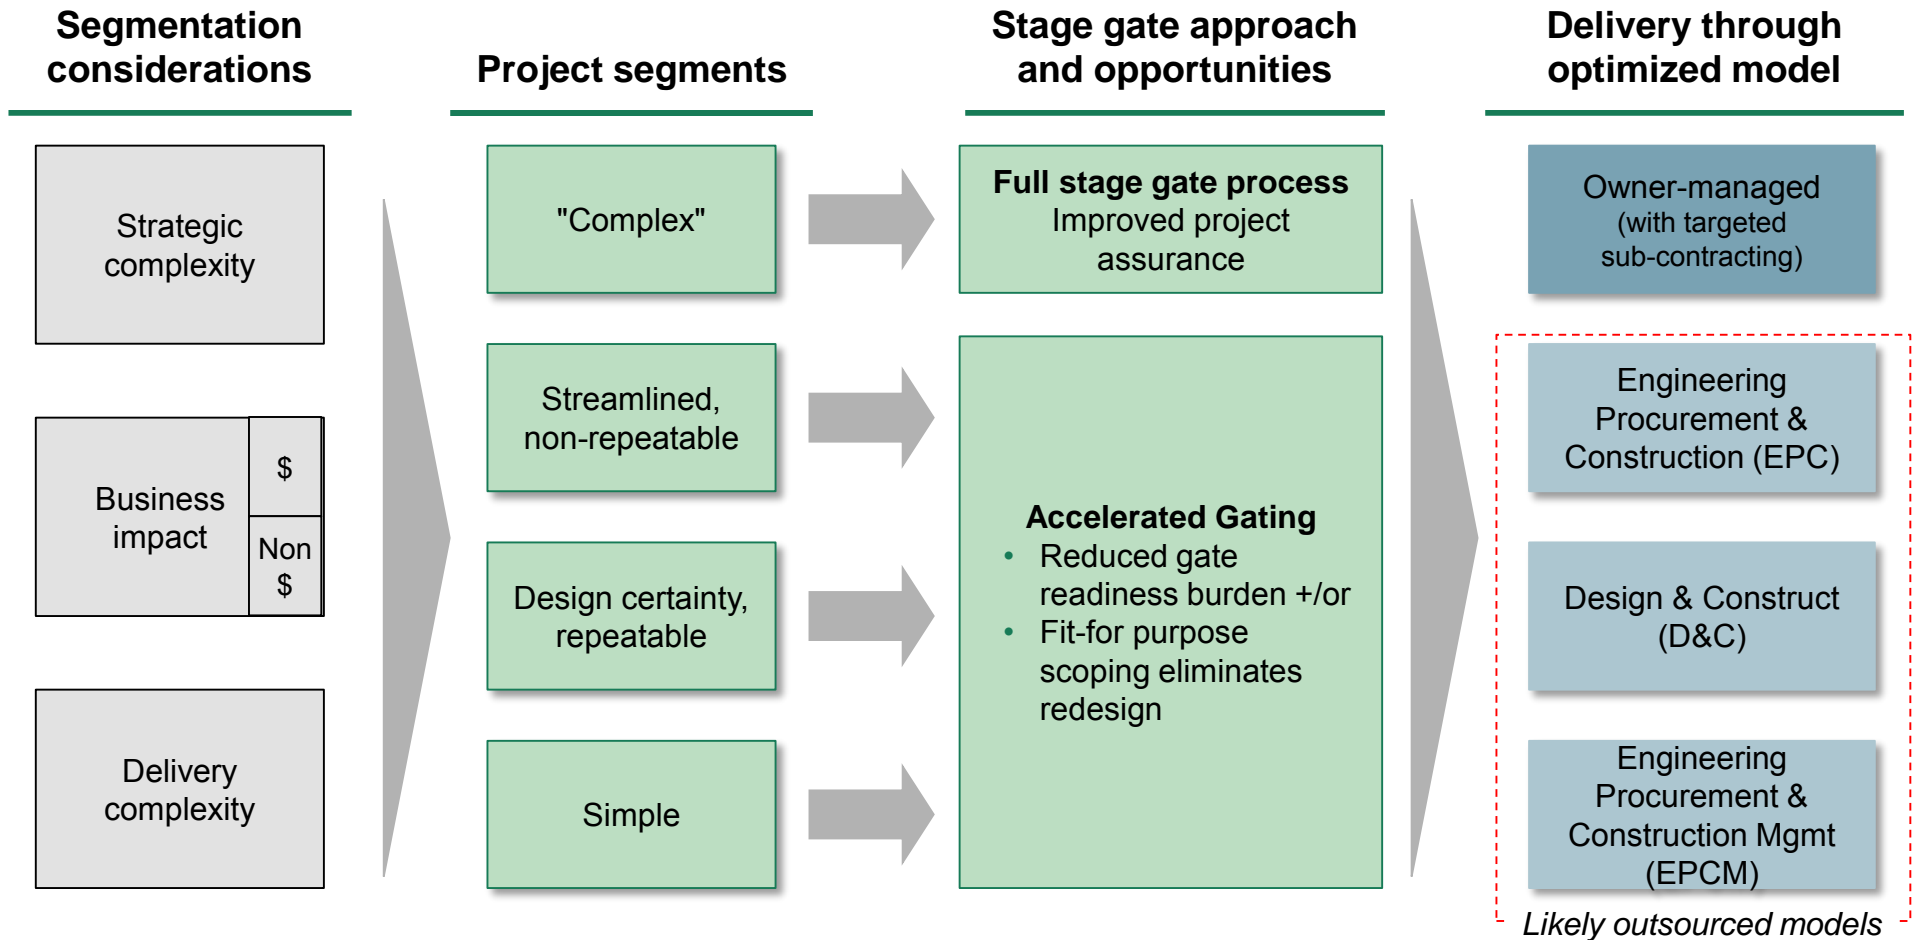 Segmentation
considerations
Project segments
Stage gate approach
and opportunities
Delivery through
optimized model
Strategic
complexity
Business
impact
$
Non
$
Delivery
complexity
"Complex"
Streamlined,
non-repeatable
Design certainty,
repeatable
Simple
Full stage gate process
Improved project
assurance
Accelerated Gating
• Reduced gate
readiness burden +/or
• Fit-for purpose
scoping eliminates
redesign
Owner-managed
(with targeted
sub-contracting)
Engineering
Procurement &
Construction (EPC)
Design & Construct
(D&C)
Engineering
Procurement &
Construction Mgmt
(EPCM)
Likely outsourced models